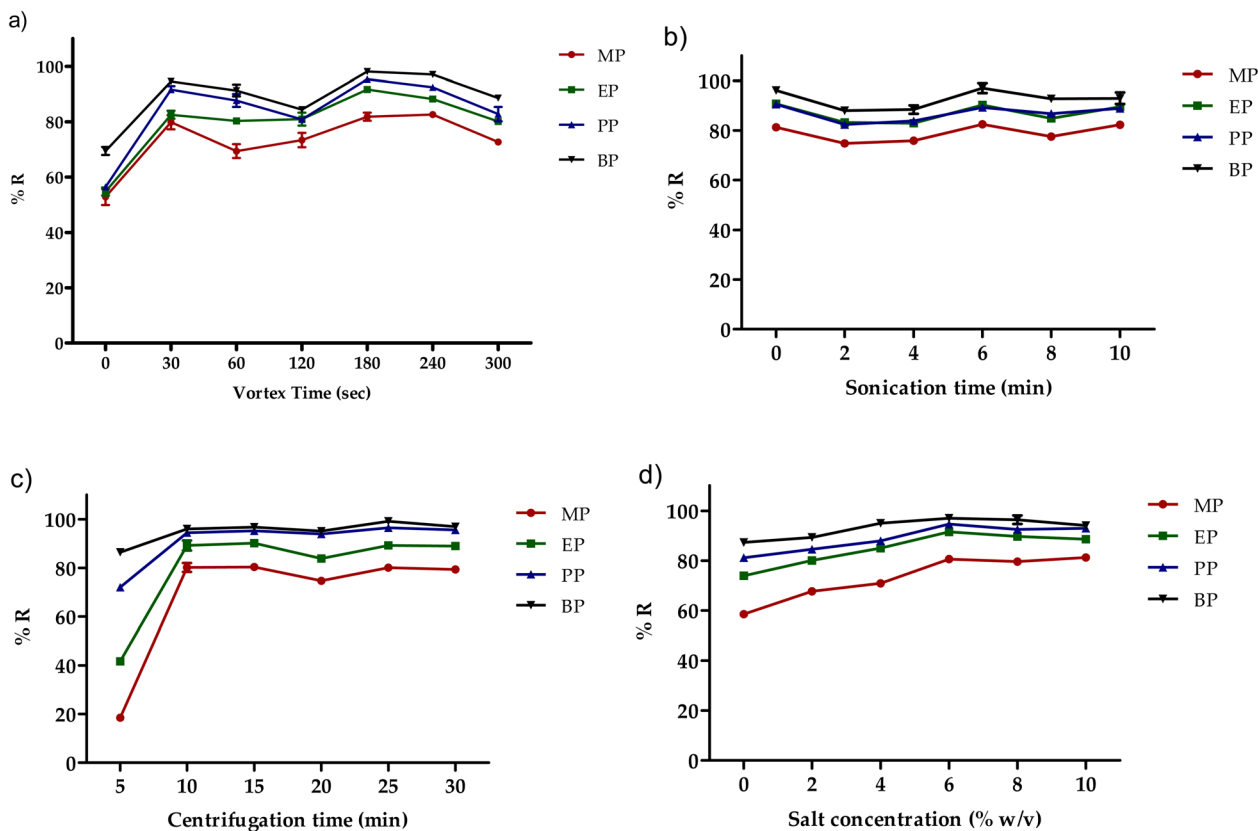 a)
% R
100
80
60
40
20
0
0 30 60 120 180 240 300
Vortex Time (sec)
MP
EP
PP
BP
b)
% R
100
80
60
40
20
0
0 2 4 6 8 10
Sonication time (min)
MP
EP
PP
BP
c)
% R
100
80
60
40
20
0
5 10 15 20 25 30
Centrifugation time (min)
MP
EP
PP
BP
d)
% R
100
80
60
40
20
0
0 2 4 6 8 10
Salt concentration (% w/v)
MP
EP
PP
BP